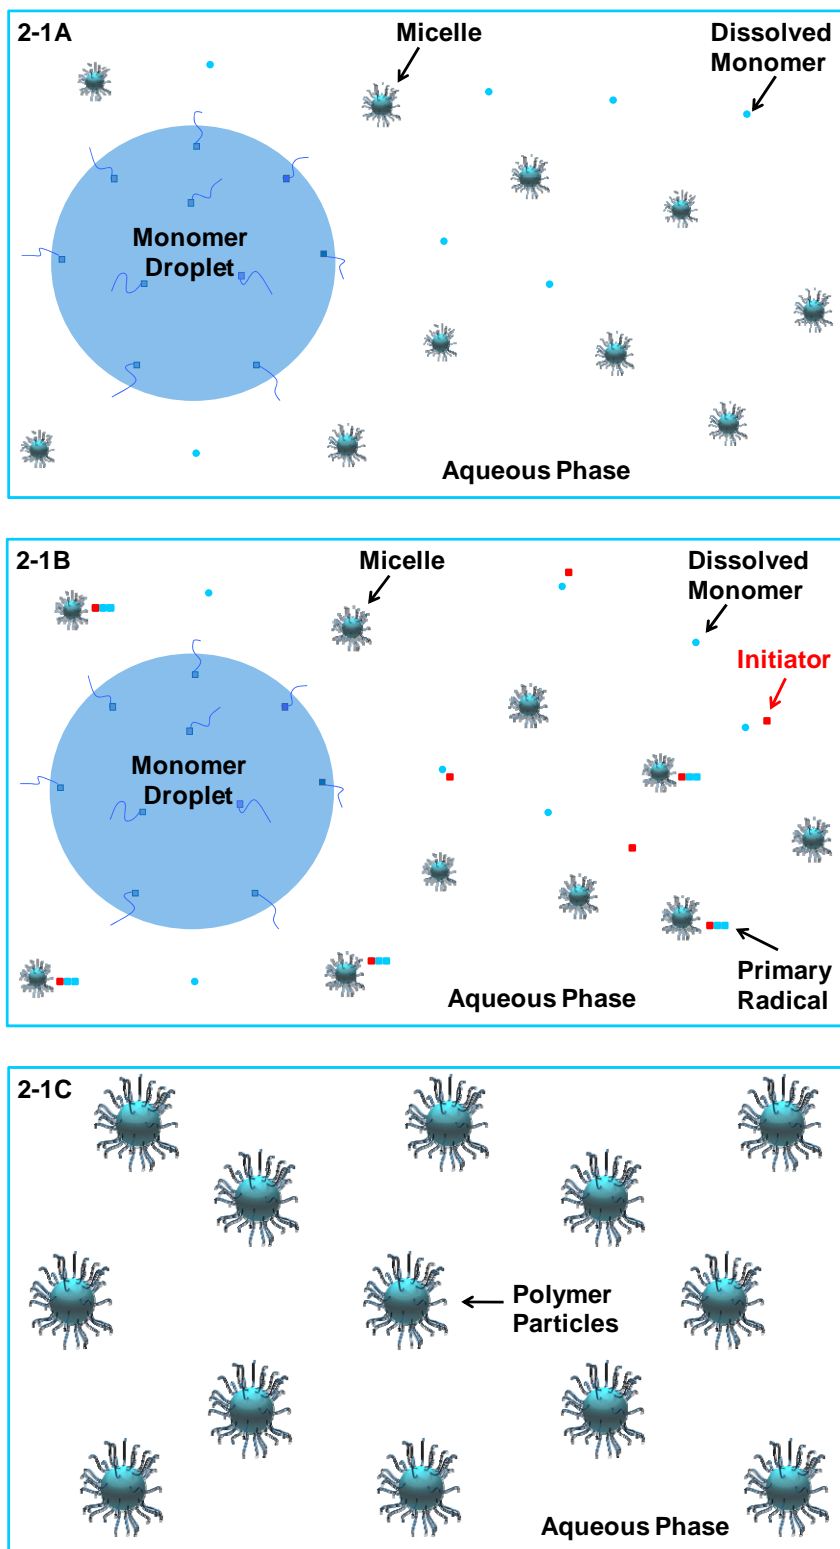 2-1A
Micelle
Dissolved
Monomer
Monomer
Droplet
Aqueous Phase
2-1B
Micelle
Dissolved
Monomer
Initiator
Monomer
Droplet
Primary
Radical
Aqueous Phase
2-1C
Polymer
Particles
Aqueous Phase